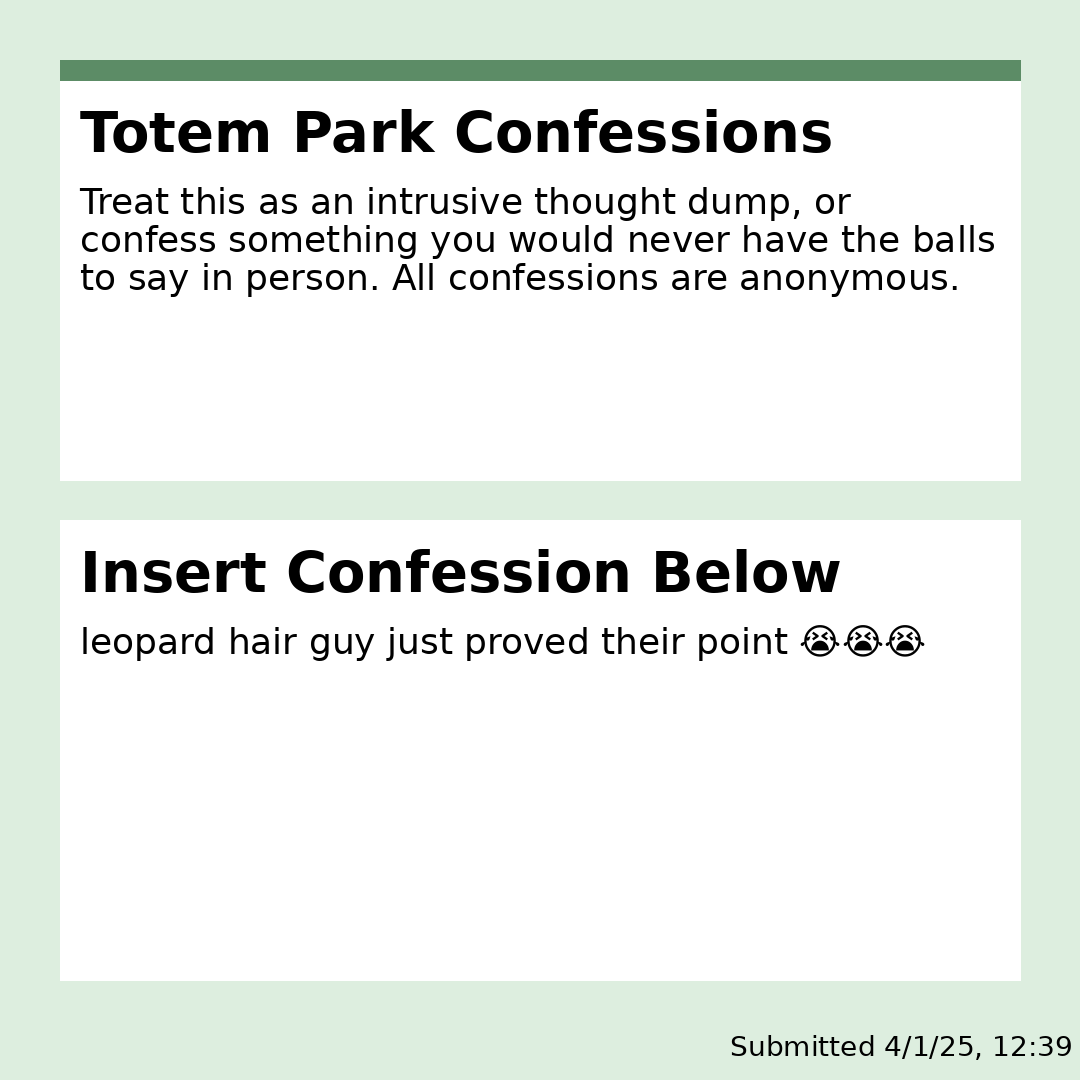 Totem Park Confessions
Treat this as an intrusive thought dump, or
confess something you would never have the balls
to say in person. All confessions are anonymous.
Insert Confession Below
leopard hair guy just proved their point 😭😭😭
Submitted 4/1/25, 12:39